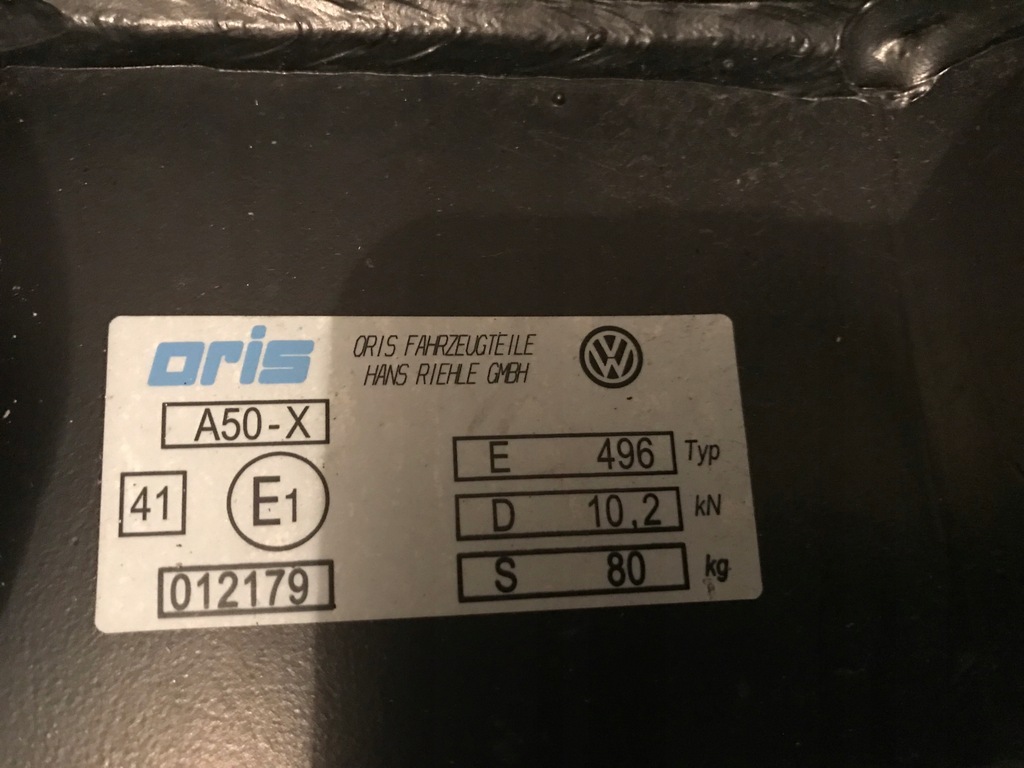 oris
ORIS FAHRZEUGTEILE
HANS RIEHLE GMBH
A50-X
41
E1
012179
E 496 Typ
D 10,2 kN
S 80 kg